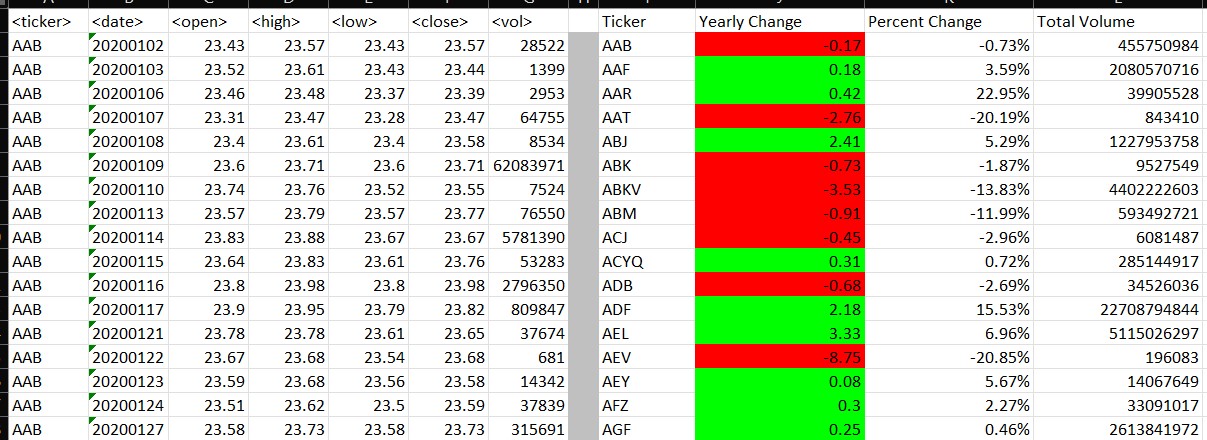 <ticker> <date> <open> <high> <low> <close> <vol> Ticker Yearly Change Percent Change Total Volume
AAB 20200102 23.43 23.57 23.43 23.57 28522 AAB -0.17 -0.73% 455750984
AAB 20200103 23.52 23.61 23.43 23.44 1399 AAF 0.18 3.59% 2080570716
AAB 20200106 23.46 23.48 23.37 23.39 2953 AAR 0.42 22.95% 39905528
AAB 20200107 23.31 23.47 23.28 23.47 64755 AAT -2.76 -20.19% 843410
AAB 20200108 23.4 23.61 23.4 23.58 8534 ABJ 2.41 5.29% 1227953758
AAB 20200109 23.6 23.71 23.6 23.71 62083971 ABK -0.73 -1.87% 9527549
AAB 20200110 23.74 23.76 23.52 23.55 7524 ABKV -3.53 -13.83% 4402222603
AAB 20200113 23.57 23.79 23.57 23.77 76550 ABM -0.91 -11.99% 593492721
AAB 20200114 23.83 23.88 23.67 23.67 5781390 ACJ -0.45 -2.96% 6081487
AAB 20200115 23.64 23.83 23.61 23.76 53283 ACYQ 0.31 0.72% 285144917
AAB 20200116 23.8 23.98 23.8 23.98 2796350 ADB -0.68 -2.69% 34526036
AAB 20200117 23.9 23.95 23.79 23.82 809847 ADF 2.18 15.53% 22708794844
AAB 20200121 23.78 23.78 23.61 23.65 37674 AEL 3.33 6.96% 5115026297
AAB 20200122 23.67 23.68 23.54 23.68 681 AEV -8.75 -20.85% 196083
AAB 20200123 23.59 23.68 23.56 23.58 14342 AEY 0.08 5.67% 14067649
AAB 20200124 23.51 23.62 23.5 23.59 37839 AFZ 0.3 2.27% 33091017
AAB 20200127 23.58 23.73 23.58 23.73 315691 AGF 0.25 0.46% 2613841972